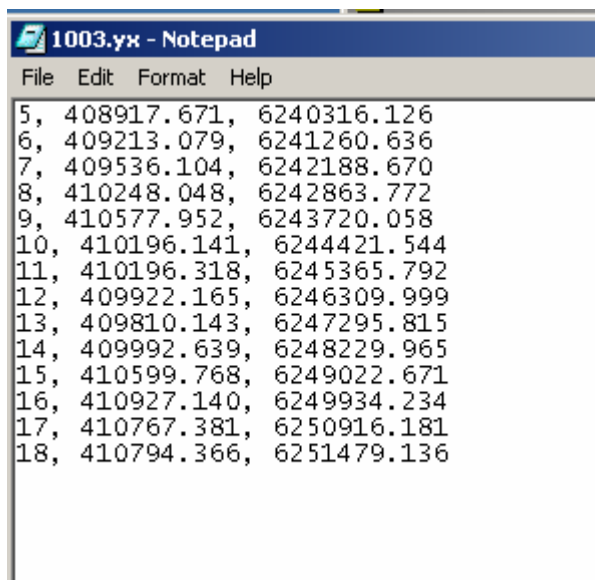 1003.yx - Notepad
File Edit Format Help
5, 408917.671, 6240316.126
6, 409213.079, 6241260.636
7, 409536.104, 6242188.670
8, 410248.048, 6242863.772
9, 410577.952, 6243720.058
10, 410196.141, 6244421.544
11, 410196.318, 6245365.792
12, 409922.165, 6246309.999
13, 409810.143, 6247295.815
14, 409992.639, 6248229.965
15, 410599.768, 6249022.671
16, 410927.140, 6249934.234
17, 410767.381, 6250916.181
18, 410794.366, 6251479.136